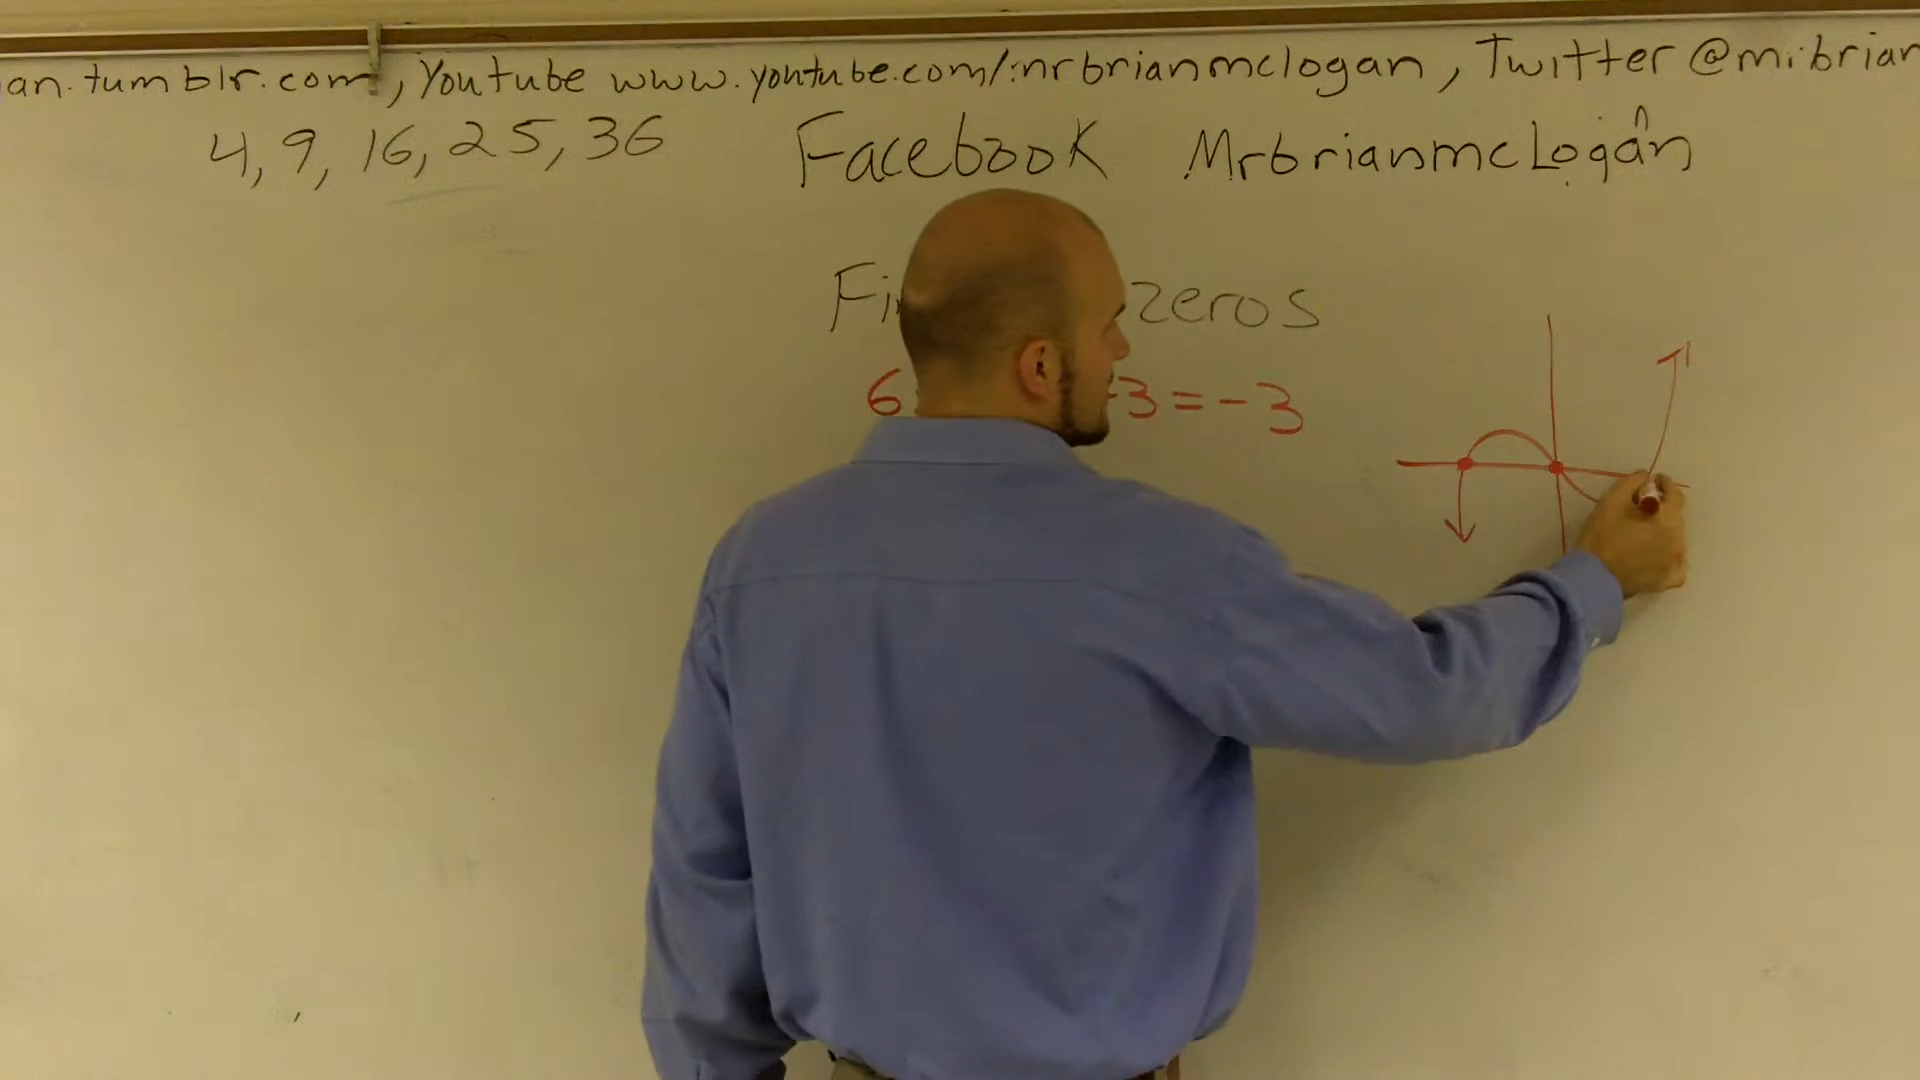 an.tumblr.com, Youtube www.youtube.com/mrbrianmclogan, Twitter @mrbrian
4, 9, 16, 25, 36 Facebook MrbrianmcLogan
Fi zeros
6 -3 = -3